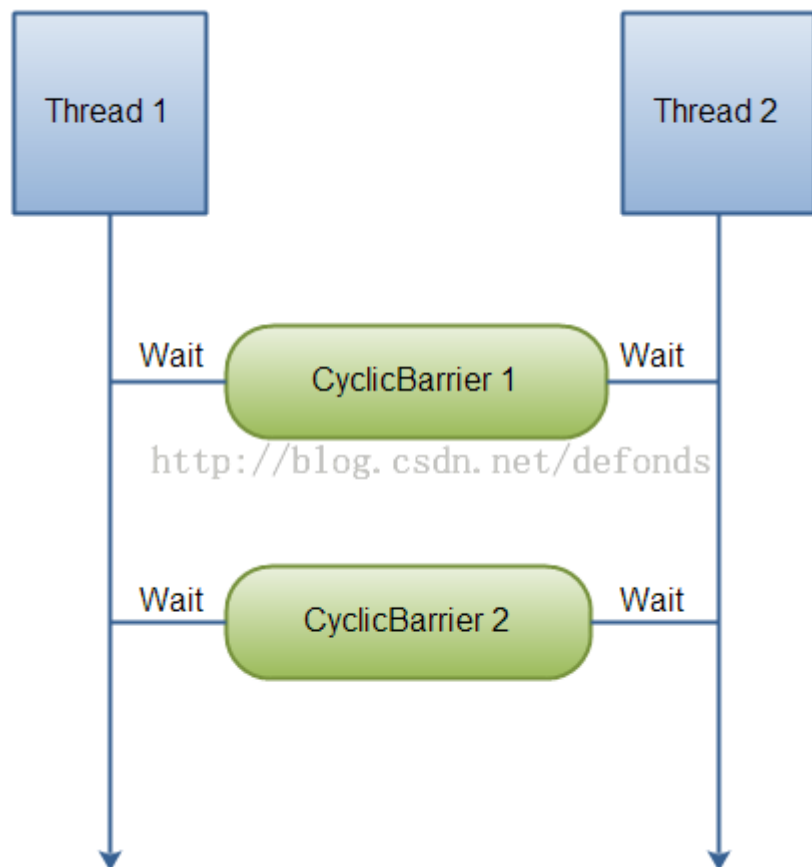 Thread 1
Thread 2
Wait
CyclicBarrier 1
Wait
http://blog.csdn.net/defonds
Wait
CyclicBarrier 2
Wait